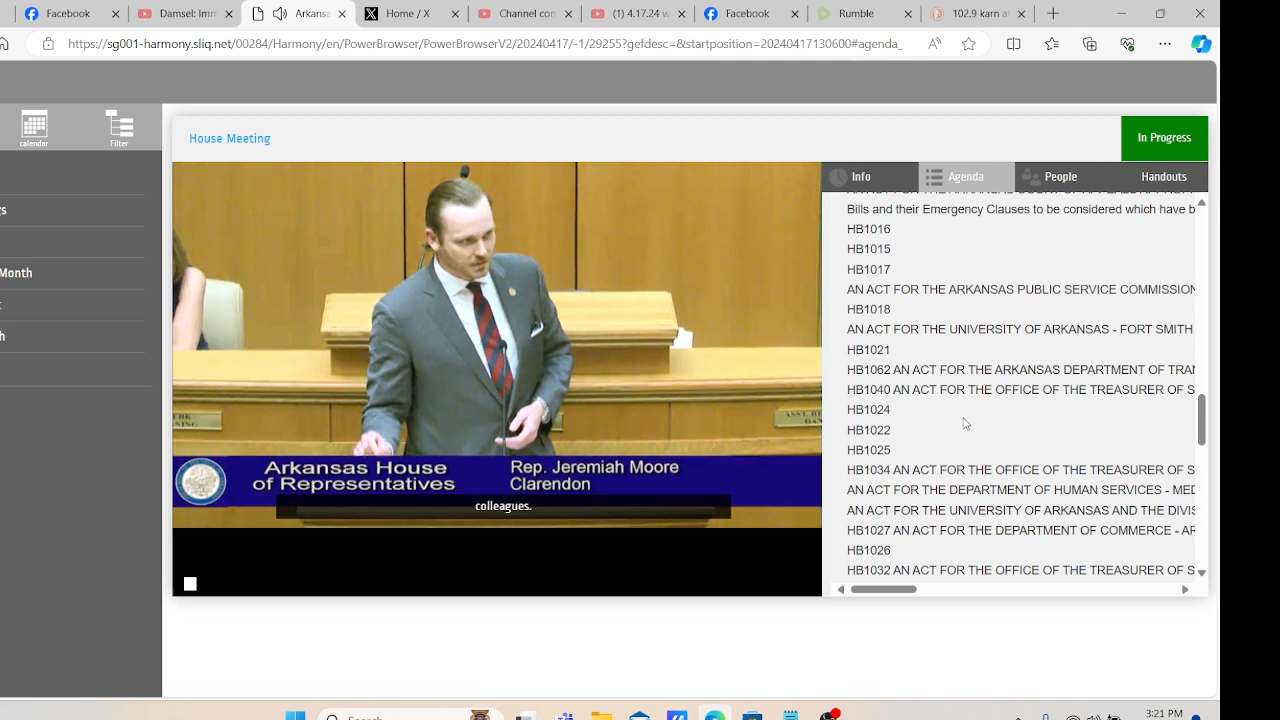 Facebook
Damsel: Imm
Arkansa
Home / X
Channel con
(1) 4.17.24 w
Facebook
Rumble
102.9 karn at
https://sg001-harmony.sliq.net/00284/Harmony/en/PowerBrowser/PowerBrowserV2/20240417/-1/29255?gefdesc=&startposition=20240417130600#agenda_
calendar
Filter
gs
Month
k
h
House Meeting
In Progress
Info
Agenda
People
Handouts
Bills and their Emergency Clauses to be considered which have b
HB1016
HB1015
HB1017
AN ACT FOR THE ARKANSAS PUBLIC SERVICE COMMISSION
HB1018
AN ACT FOR THE UNIVERSITY OF ARKANSAS - FORT SMITH
HB1021
HB1062 AN ACT FOR THE ARKANSAS DEPARTMENT OF TRAN
HB1040 AN ACT FOR THE OFFICE OF THE TREASURER OF S
HB1024
HB1022
HB1025
HB1034 AN ACT FOR THE OFFICE OF THE TREASURER OF S
AN ACT FOR THE DEPARTMENT OF HUMAN SERVICES - MED
AN ACT FOR THE UNIVERSITY OF ARKANSAS AND THE DIVIS
HB1027 AN ACT FOR THE DEPARTMENT OF COMMERCE - AR
HB1026
HB1032 AN ACT FOR THE OFFICE OF THE TREASURER OF S
Arkansas House
of Representatives
Rep. Jeremiah Moore
Clarendon
colleagues.
Search
3:21 PM